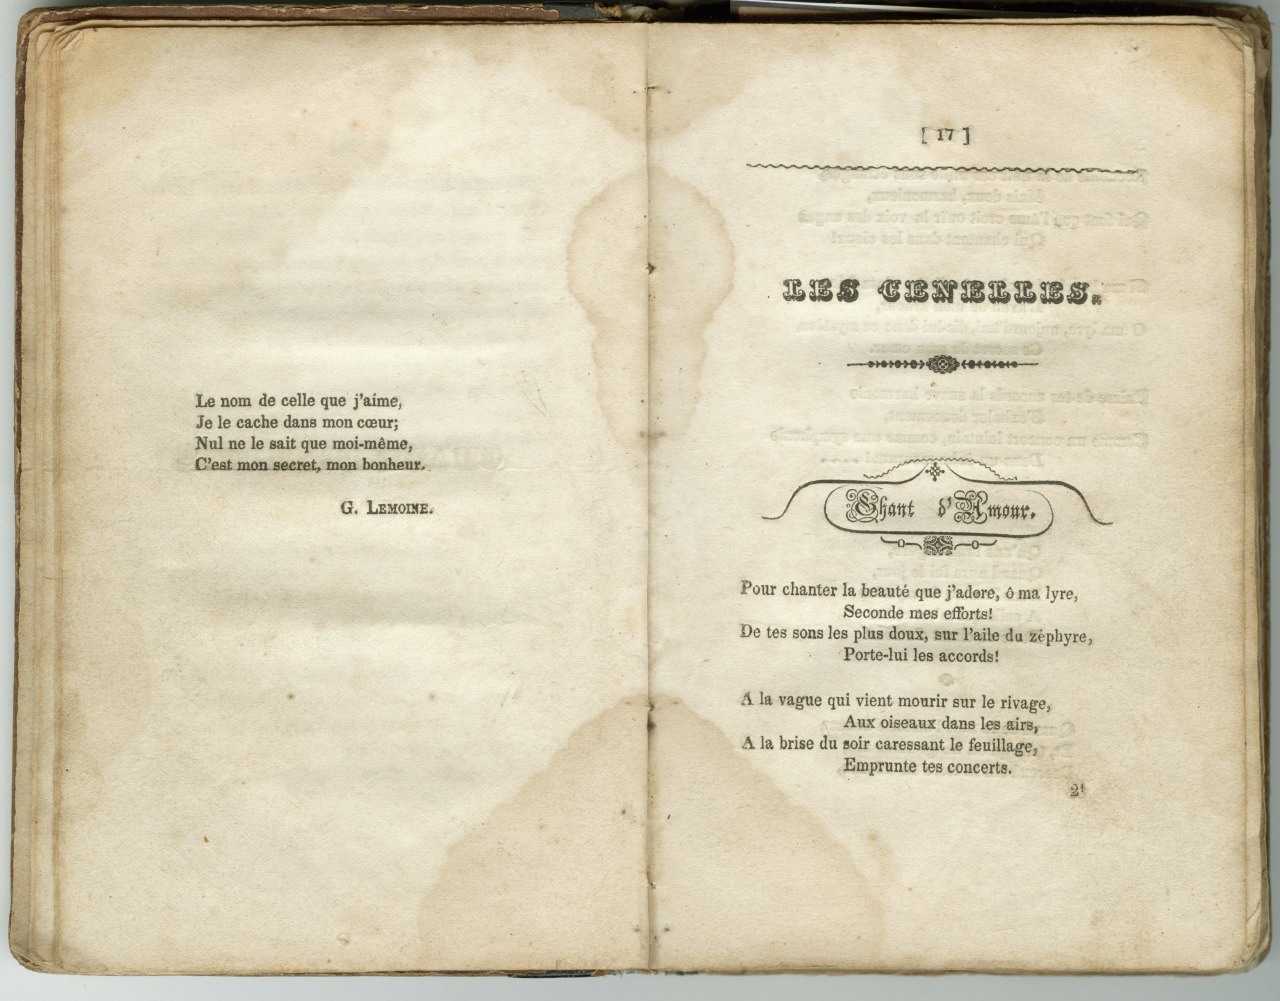 Le nom de celle que j'aime,
Je le cache dans mon cœur;
Nul ne le sait que moi-même,
C'est mon secret, mon bonheur.
G. Lemoine.
[ 17 ]
LES CENELLES.
Chant d'Amour.
Pour chanter la beauté que j'adore, ô ma lyre,
Seconde mes efforts!
De tes sons les plus doux, sur l'aile du zéphyre,
Porte-lui les accords!
A la vague qui vient mourir sur le rivage,
Aux oiseaux dans les airs,
A la brise du soir caressant le feuillage,
Emprunte tes concerts.